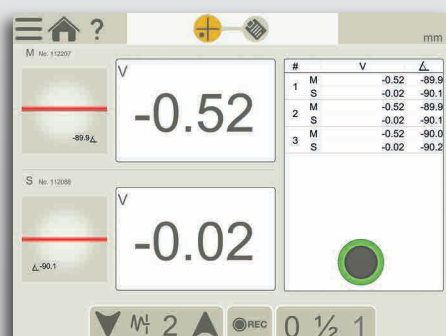 ?
mm
M No. 112207
-89.9
V
-0.52
S No. 112088
-90.1
V
-0.02
# V
1 M -0.52 -89.9
S -0.02 -90.1
2 M -0.52 -89.9
S -0.02 -90.1
3 M -0.52 -90.0
S -0.02 -90.2
2 REC 0 ½ 1